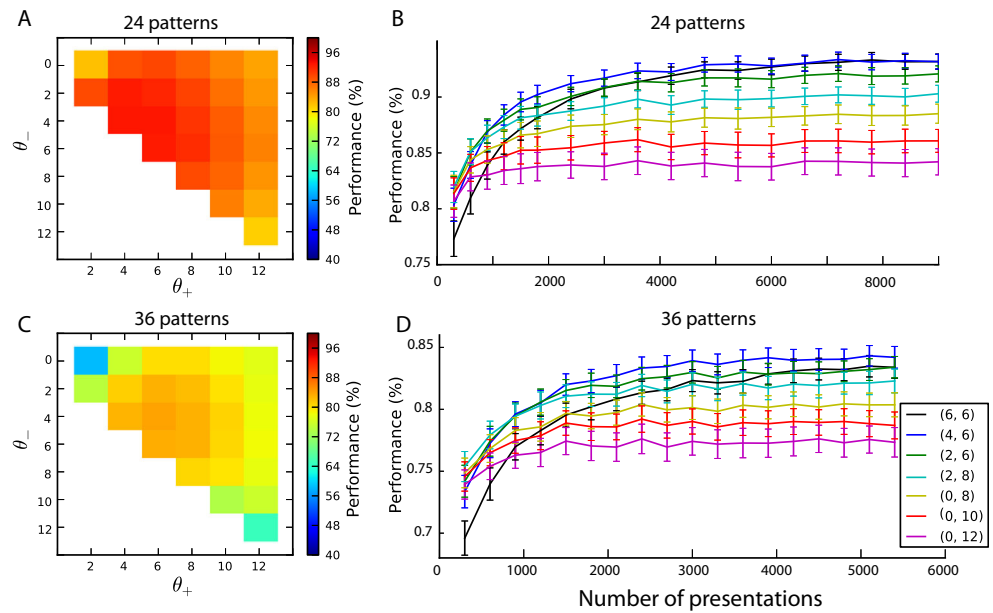 A
24 patterns
0
2
4
6
8
10
12
θ_
2 4 6 8 10 12
θ+
96
88
80
72
64
56
48
40
Performance (%)
B
24 patterns
0.9
0.85
0.8
0.75
Performance (%)
0 2000 4000 6000 8000
C
36 patterns
0
2
4
6
8
10
12
θ_
2 4 6 8 10 12
θ+
96
88
80
72
64
56
48
40
Performance (%)
D
36 patterns
0.85
0.8
0.75
0.7
Performance (%)
0 1000 2000 3000 4000 5000 6000
Number of presentations
(6, 6)
(4, 6)
(2, 6)
(2, 8)
(0, 8)
(0, 10)
(0, 12)